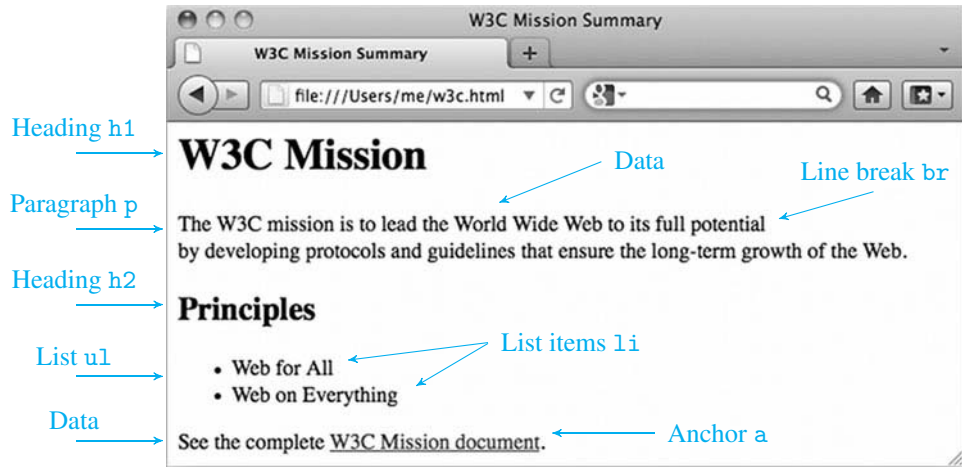 W3C Mission Summary
W3C Mission Summary
+
file:///Users/me/w3c.html
Heading h1
W3C Mission
Data
Line break br
Paragraph p
The W3C mission is to lead the World Wide Web to its full potential
by developing protocols and guidelines that ensure the long-term growth of the Web.
Heading h2
Principles
List items li
List ul
• Web for All
• Web on Everything
Data
See the complete W3C Mission document.
Anchor a